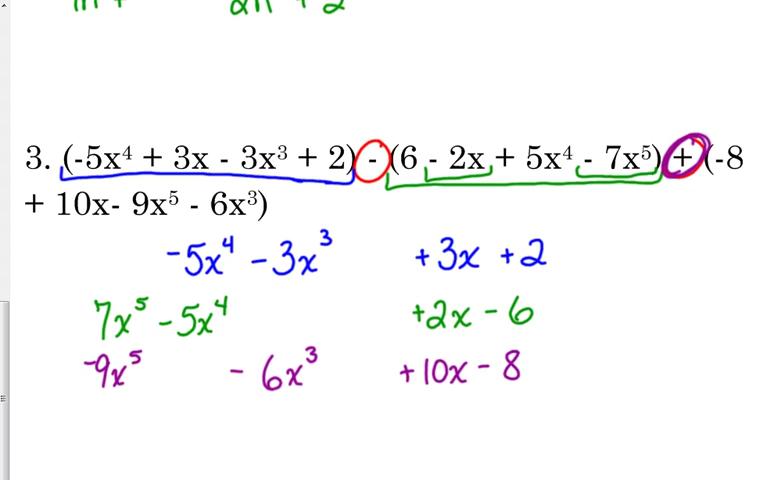 3. (-5x⁴ + 3x - 3x³ + 2) - (6 - 2x + 5x⁴ - 7x⁵) + (-8
+ 10x- 9x⁵ - 6x³)
-5x⁴ -3x³ +3x +2
7x⁵ -5x⁴ +2x -6
-9x⁵ - 6x³ +10x -8